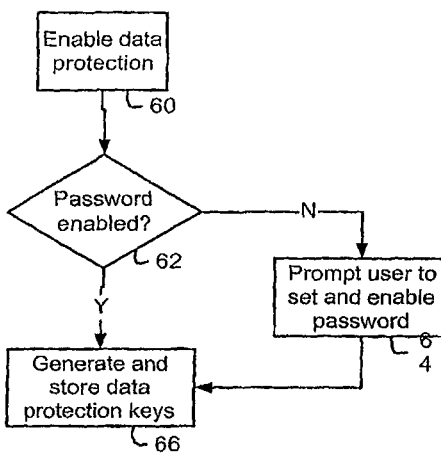 Enable data
protection
60
Password
enabled?
62
N
Y
Prompt user to
set and enable
password
6
4
Generate and
store data
protection keys
66